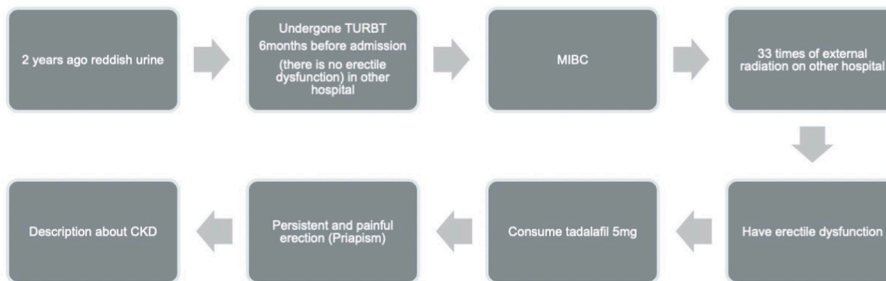 2 years ago reddish urine
Undergone TURBT
6months before admission
(there is no erectile
dysfunction) in other
hospital
MIBC
33 times of external
radiation on other hospital
Have erectile dysfunction
Consume tadalafil 5mg
Persistent and painful
erection (Priapism)
Description about CKD